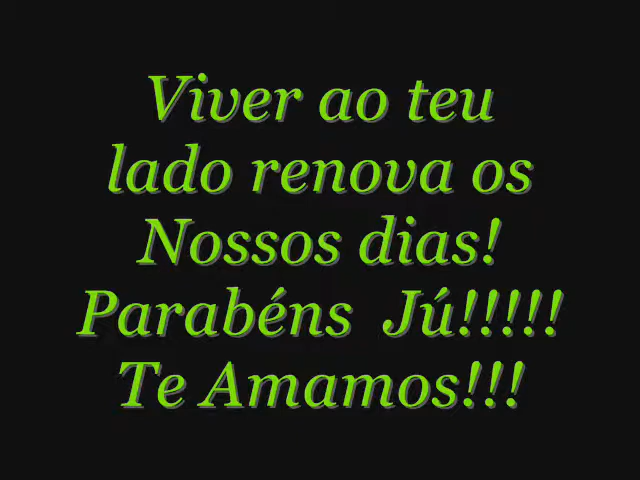 Viver ao teu
lado renova os
Nossos dias!
Parabéns Jú!!!!!
Te Amamos!!!